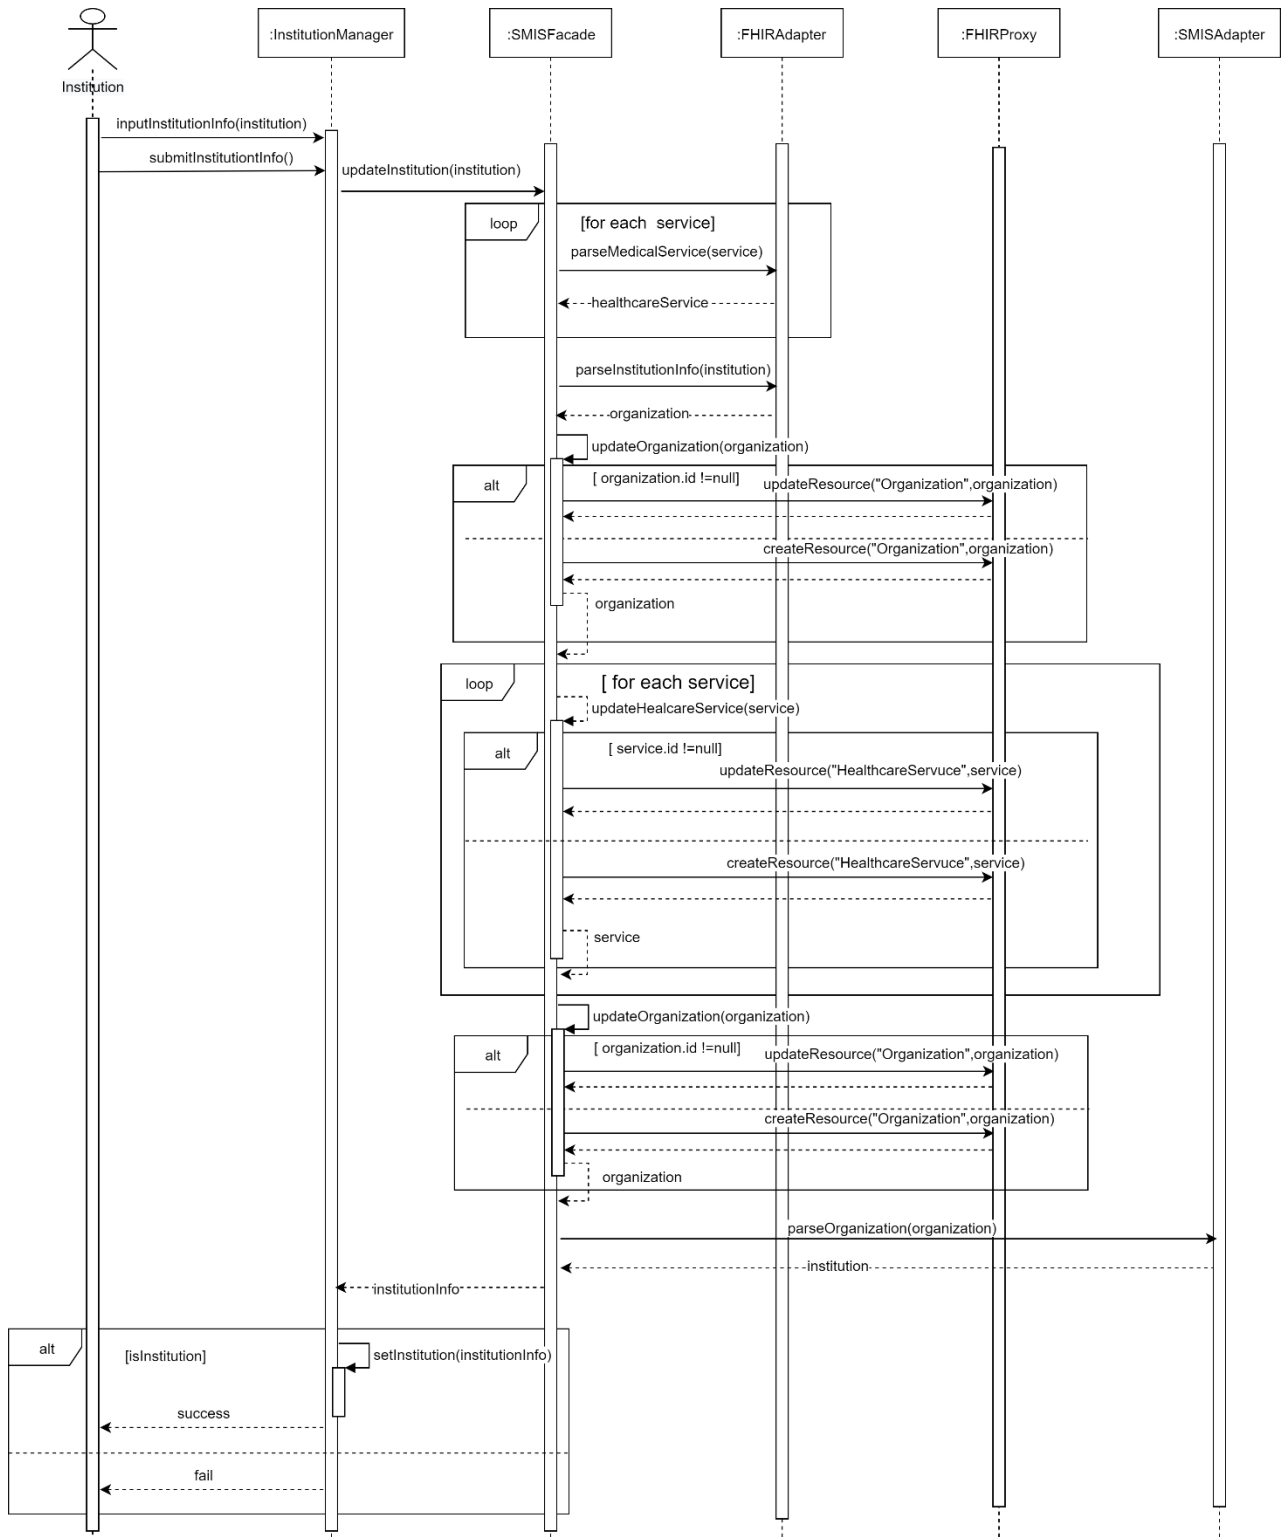 :InstitutionManager
:SMISFacade
:FHIRAdapter
:FHIRProxy
:SMISAdapter
Institution
inputInstitutionInfo(institution)
submitInstitutiontInfo()
updateInstitution(institution)
loop
[for each service]
parseMedicalService(service)
healthcareService
parseInstitutionInfo(institution)
organization
updateOrganization(organization)
alt
[ organization.id !=null]
updateResource("Organization",organization)
createResource("Organization",organization)
organization
loop
[ for each service]
updateHealcareService(service)
alt
[ service.id !=null]
updateResource("HealthcareServuce",service)
createResource("HealthcareServuce",service)
service
updateOrganization(organization)
alt
[ organization.id !=null]
updateResource("Organization",organization)
createResource("Organization",organization)
organization
parseOrganization(organization)
institution
institutionInfo
alt
[isInstitution]
setInstitution(institutionInfo)
success
fail